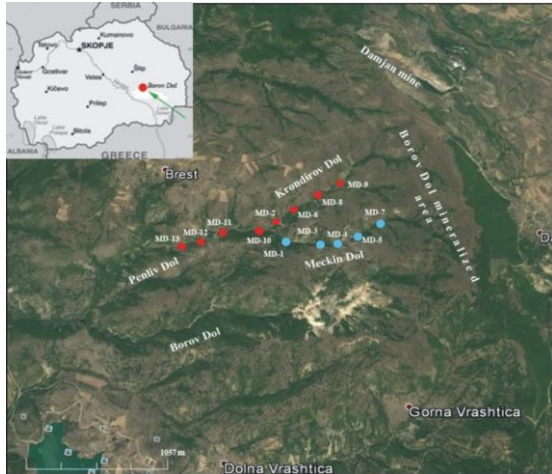 SERBIA
BULGARIA
Kumanovo
Tetovo
SKOPJE
Gostivar
Štip
Veles
Kičevo
Borov Dol
Prilep
Bitola
ALBANIA
GREECE
Damjan mine
Borov Dol mineralized area
Brest
Krondirov Dol
MD-9
MD-8
MD-2
MD-6
MD-11
MD-7
MD-12
MD-3
MD-13
MD-10
MD-4
MD-5
MD-1
Meckin Dol
Penliv Dol
Borov Dol
Gorna Vrashtica
1057m
Dolna Vrashtica